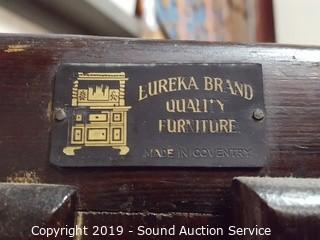 EUREKA BRAND
QUALITY
FURNITURE
MADE IN COVENTRY
Copyright 2019 - Sound Auction Service